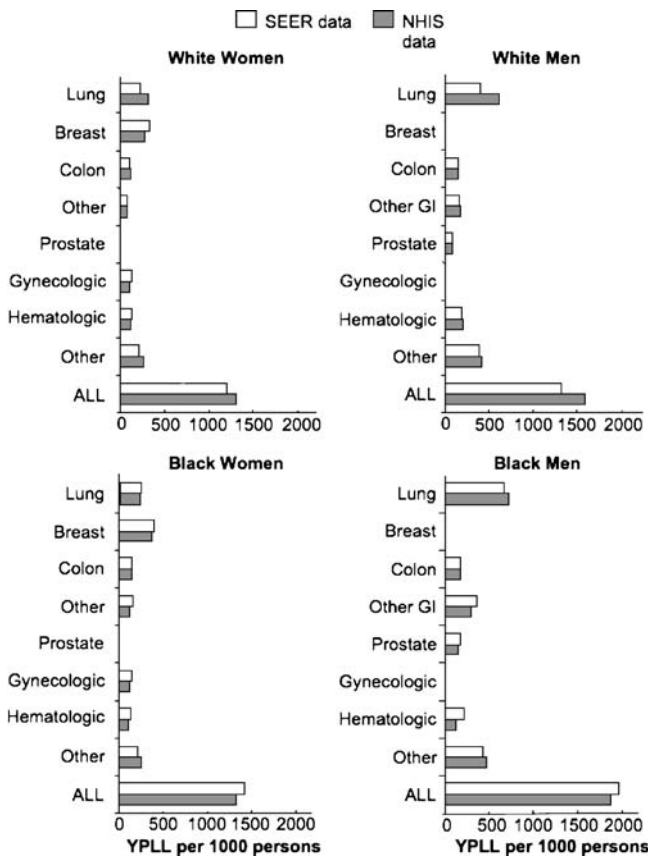 SEER data
NHIS
data
White Women
Lung
Breast
Colon
Other
Prostate
Gynecologic
Hematologic
Other
ALL
0 500 1000 1500 2000
White Men
Lung
Breast
Colon
Other GI
Prostate
Gynecologic
Hematologic
Other
ALL
0 500 1000 1500 2000
Black Women
Lung
Breast
Colon
Other
Prostate
Gynecologic
Hematologic
Other
ALL
0 500 1000 1500 2000
YPLL per 1000 persons
Black Men
Lung
Breast
Colon
Other GI
Prostate
Gynecologic
Hematologic
Other
ALL
0 500 1000 1500 2000
YPLL per 1000 persons